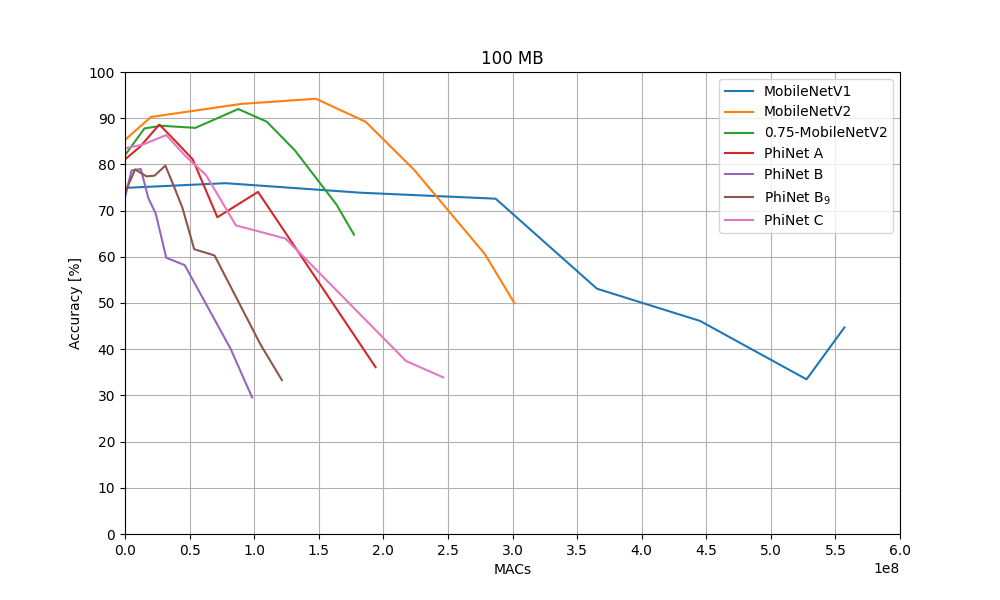 100 MB
MobileNetV1
MobileNetV2
0.75-MobileNetV2
PhiNet A
PhiNet B
PhiNet B₉
PhiNet C
Accuracy [%]
100
90
80
70
60
50
40
30
20
10
0
0.0 0.5 1.0 1.5 2.0 2.5 3.0 3.5 4.0 4.5 5.0 5.5 6.0
MACs
1e8